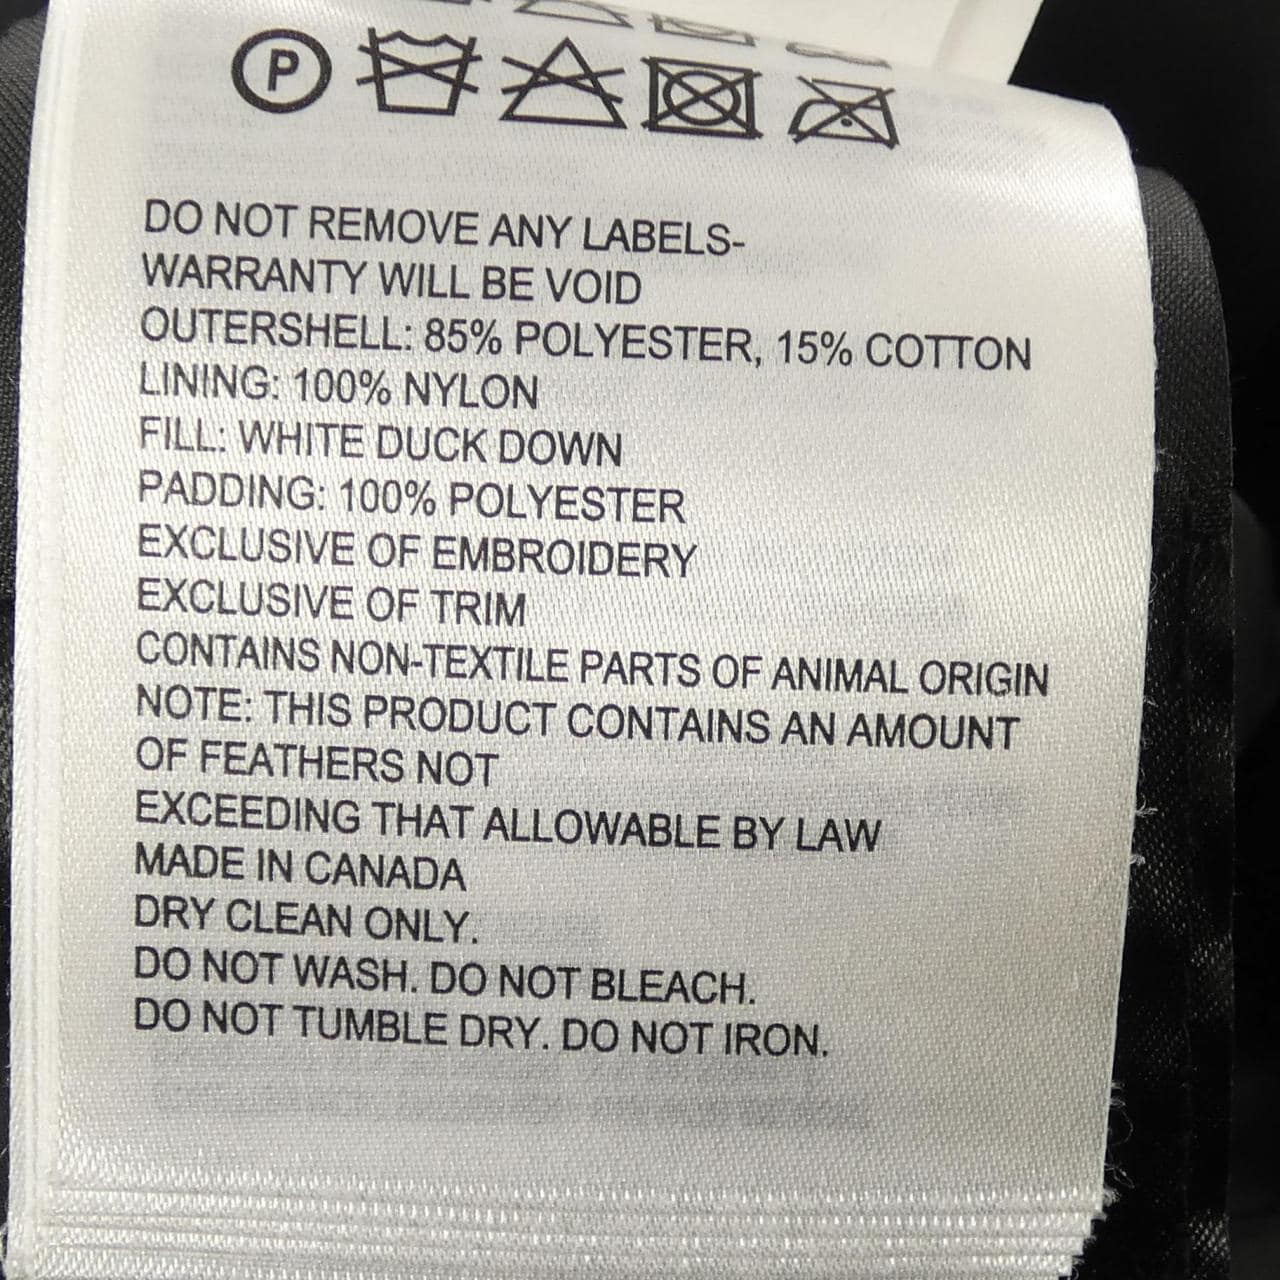 P
DO NOT REMOVE ANY LABELS-
WARRANTY WILL BE VOID
OUTERSHELL: 85% POLYESTER, 15% COTTON
LINING: 100% NYLON
FILL: WHITE DUCK DOWN
PADDING: 100% POLYESTER
EXCLUSIVE OF EMBROIDERY
EXCLUSIVE OF TRIM
CONTAINS NON-TEXTILE PARTS OF ANIMAL ORIGIN
NOTE: THIS PRODUCT CONTAINS AN AMOUNT
OF FEATHERS NOT
EXCEEDING THAT ALLOWABLE BY LAW
MADE IN CANADA
DRY CLEAN ONLY.
DO NOT WASH. DO NOT BLEACH.
DO NOT TUMBLE DRY. DO NOT IRON.